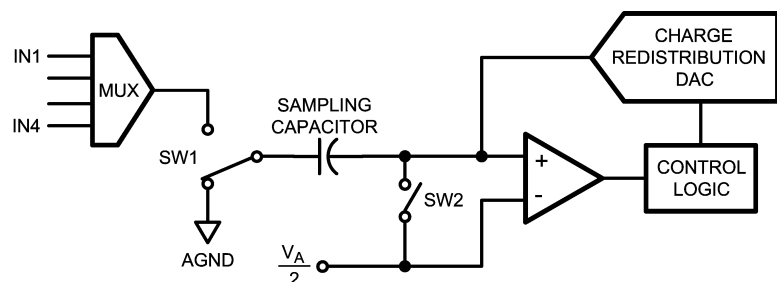 CHARGE
REDISTRIBUTION
DAC
IN1
MUX
IN4
SAMPLING
CAPACITOR
SW1
+
-
CONTROL
LOGIC
SW2
AGND
VA
2